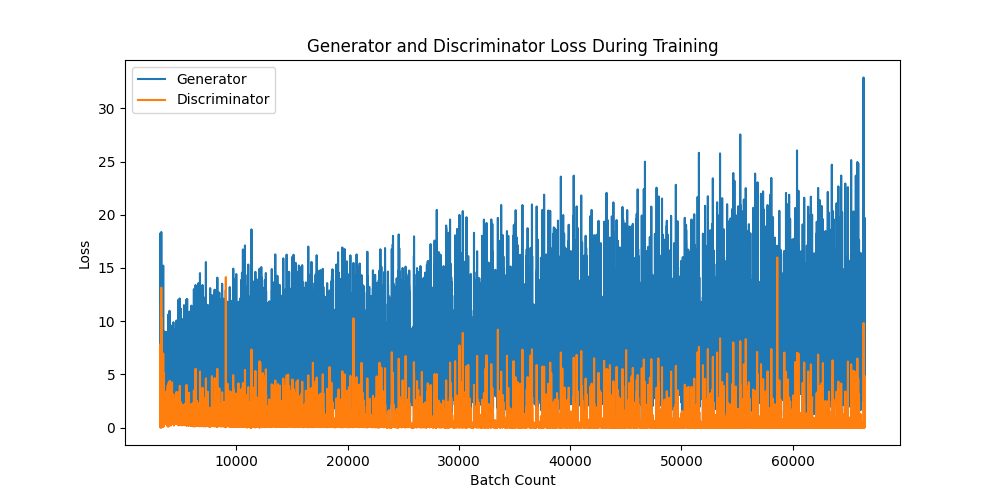 Generator and Discriminator Loss During Training
Generator
Discriminator
Loss
30
25
20
15
10
5
0
10000 20000 30000 40000 50000 60000
Batch Count